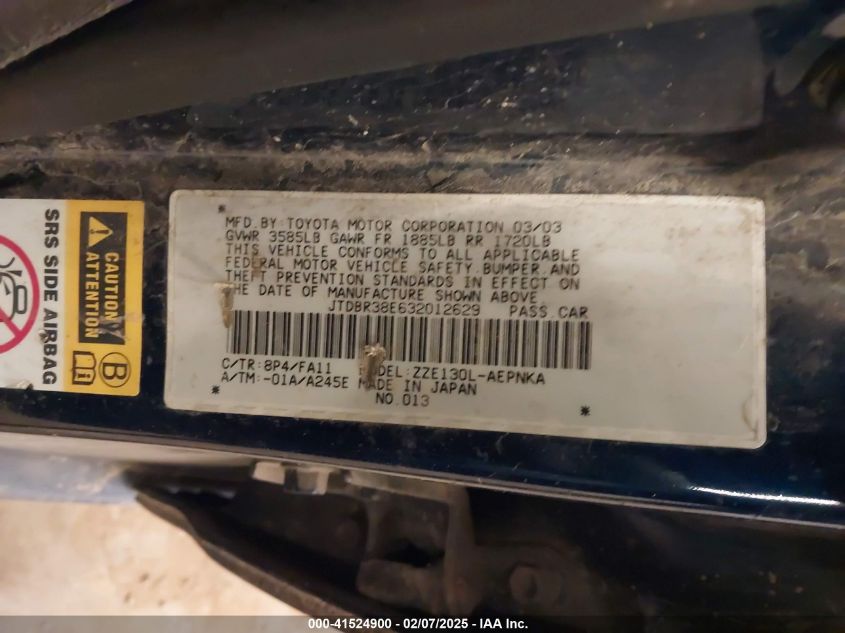 MFD.BY:TOYOTA MOTOR CORPORATION 03/03
GVWR 3585LB GAWR FR 1885LB RR 1720LB
THIS VEHICLE CONFORMS TO ALL APPLICABLE
FEDERAL MOTOR VEHICLE SAFETY.BUMPER.AND
THEFT PREVENTION STANDARDS IN EFFECT ON
THE DATE OF MANUFACTURE SHOWN ABOVE.
JTDBR38E632012629 PASS.CAR
C/TR:8P4/FA11 MODEL:ZZE130L-AEPNKA
A/TM:-01A/A245E MADE IN JAPAN
NO.013
CAUTION
ATTENTION
B
SRS SIDE AIRBAG
000-41524900 - 02/07/2025 - IAA Inc.